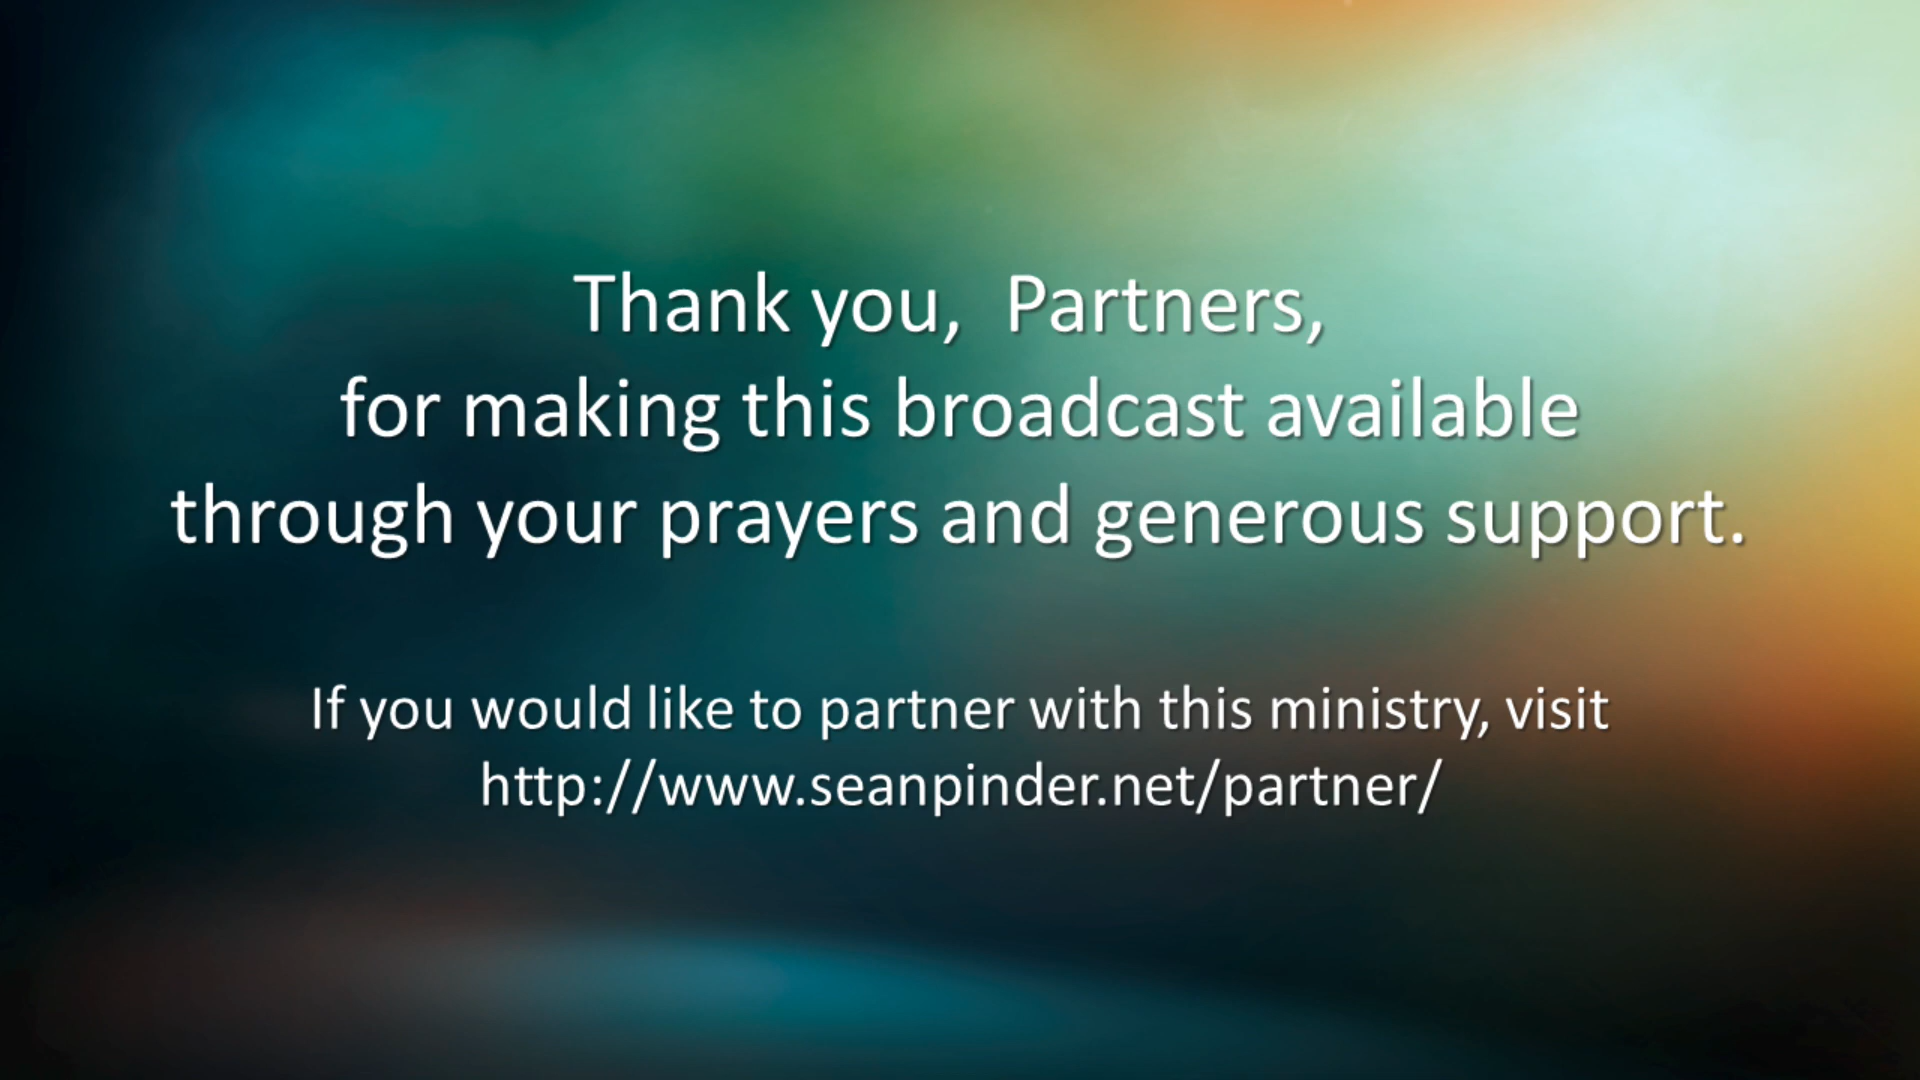 Thank you, Partners,
for making this broadcast available
through your prayers and generous support.
If you would like to partner with this ministry, visit
http://www.seanpinder.net/partner/